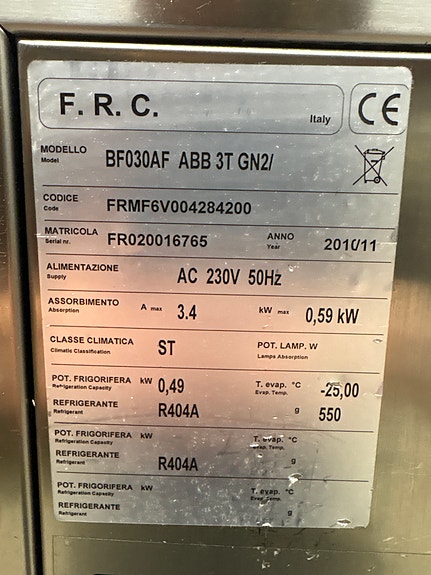 F. R. C.
Italy
CE
MODELLO
Model
BF030AF ABB 3T GN2/
CODICE
Code
FRMF6V004284200
MATRICOLA
Serial nr.
FR020016765
ANNO
Year
2010/11
ALIMENTAZIONE
Supply
AC 230V 50Hz
ASSORBIMENTO
Absorption
A max 3.4
kW max 0,59 kW
CLASSE CLIMATICA
Climatic Classification
ST
POT. LAMP. W
Lamps Absorption
POT. FRIGORIFERA kW 0,49
Refrigeration Capacity
T. evap. °C -25,00
Evap. Temp.
REFRIGERANTE
Refrigerant
R404A
g 550
POT. FRIGORIFERA kW
Refrigeration Capacity
T. evap. °C
Evap. Temp.
REFRIGERANTE
Refrigerant
R404A
g
POT. FRIGORIFERA kW
Refrigeration Capacity
T. evap. °C
Evap. Temp.
REFRIGERANTE
Refrigerant
g